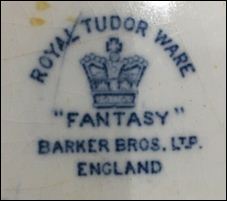 ROYAL TUDOR WARE
"FANTASY"
BARKER BROS. LTD.
ENGLAND